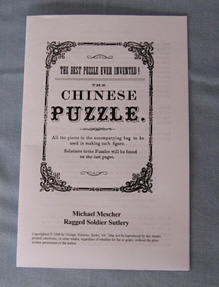 THE BEST PUZZLE EVER INVENTED!
THE
CHINESE
PUZZLE.
All the pieces in the accompanying bag to be
used in making each figure.
Solutions to the Puzzles will be found
on the last pages.
Michael Mescher
Ragged Soldier Sutlery